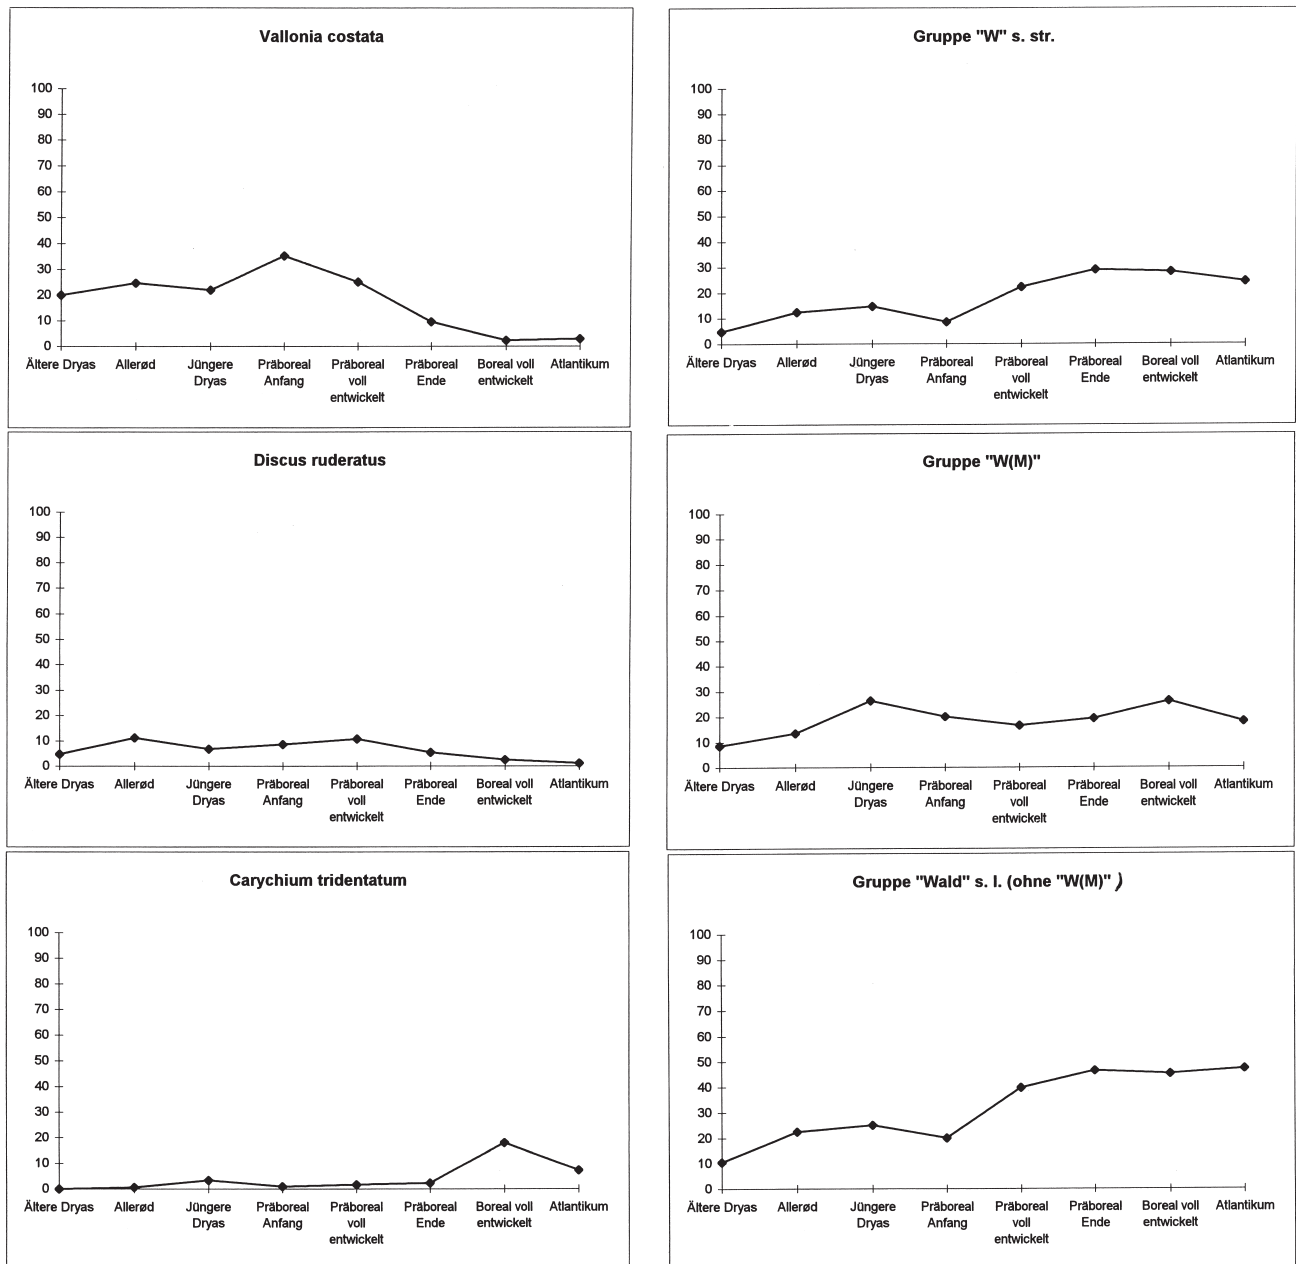 Vallonia costata
100
90
80
70
60
50
40
30
20
10
0
Ältere Dryas Allerød Jüngere Präboreal Präboreal Präboreal Boreal voll Atlantikum
Dryas Anfang voll Ende entwickelt
entwickelt
Gruppe "W" s. str.
100
90
80
70
60
50
40
30
20
10
0
Ältere Dryas Allerød Jüngere Präboreal Präboreal Präboreal Boreal voll Atlantikum
Dryas Anfang voll Ende entwickelt
entwickelt
Discus ruderatus
100
90
80
70
60
50
40
30
20
10
0
Ältere Dryas Allerød Jüngere Präboreal Präboreal Präboreal Boreal voll Atlantikum
Dryas Anfang voll Ende entwickelt
entwickelt
Gruppe "W(M)"
100
90
80
70
60
50
40
30
20
10
0
Ältere Dryas Allerød Jüngere Präboreal Präboreal Präboreal Boreal voll Atlantikum
Dryas Anfang voll Ende entwickelt
entwickelt
Carychium tridentatum
100
90
80
70
60
50
40
30
20
10
0
Ältere Dryas Allerød Jüngere Präboreal Präboreal Präboreal Boreal voll Atlantikum
Dryas Anfang voll Ende entwickelt
entwickelt
Gruppe "Wald" s. l. (ohne "W(M)" )
100
90
80
70
60
50
40
30
20
10
0
Ältere Dryas Allerød Jüngere Präboreal Präboreal Präboreal Boreal voll Atlantikum
Dryas Anfang voll Ende entwickelt
entwickelt